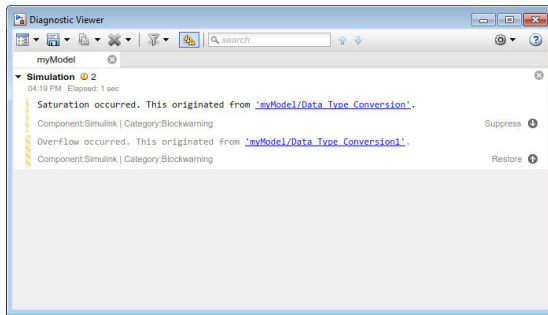 Diagnostic Viewer
search
myModel
Simulation 2
04:19 PM Elapsed: 1 sec
Saturation occurred. This originated from 'myModel/Data Type Conversion'.
Component:Simulink | Category:Blockwarning Suppress
Overflow occurred. This originated from 'myModel/Data Type Conversion1'.
Component:Simulink | Category:Blockwarning Restore